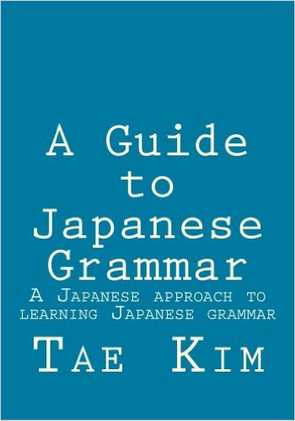 A Guide
to
Japanese
Grammar
A Japanese approach to
learning Japanese grammar
Tae Kim